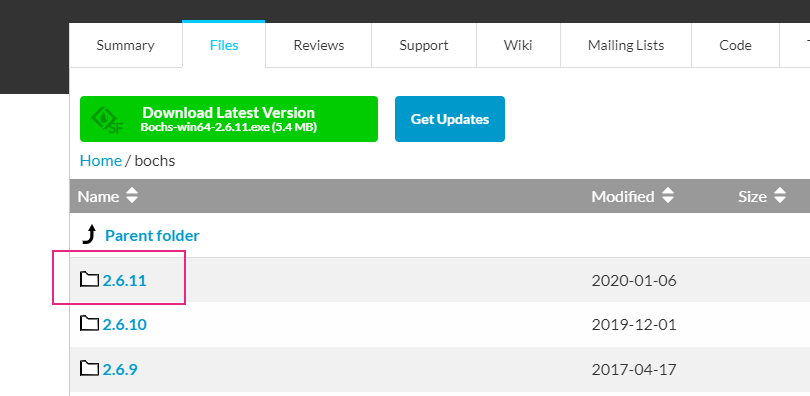 Summary Files Reviews Support Wiki Mailing Lists Code
Download Latest Version
Bochs-win64-2.6.11.exe (5.4 MB)
Get Updates
SF
Home / bochs
Name Modified Size
Parent folder
2.6.11 2020-01-06
2.6.10 2019-12-01
2.6.9 2017-04-17